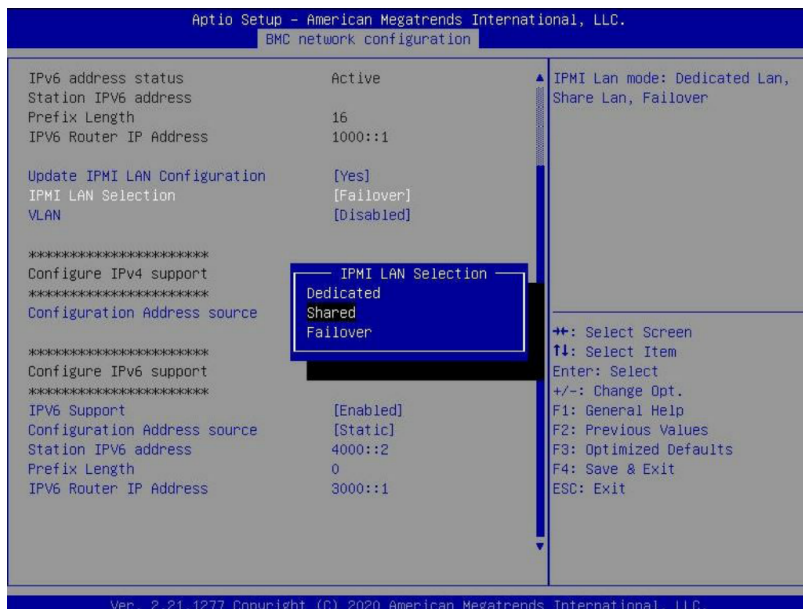 Aptio Setup – American Megatrends International, LLC.
BMC network configuration
IPv6 address status Active
Station IPV6 address
Prefix Length 16
IPV6 Router IP Address 1000::1
Update IPMI LAN Configuration [Yes]
IPMI LAN Selection [Failover]
VLAN [Disabled]
***********************
Configure IPv4 support
***********************
Configuration Address source
***********************
Configure IPv6 support
***********************
IPV6 Support [Enabled]
Configuration Address source [Static]
Station IPV6 address 4000::2
Prefix Length 0
IPV6 Router IP Address 3000::1
IPMI LAN Selection
Dedicated
Shared
Failover
IPMI Lan mode: Dedicated Lan,
Share Lan, Failover
→←: Select Screen
↑↓: Select Item
Enter: Select
+/-: Change Opt.
F1: General Help
F2: Previous Values
F3: Optimized Defaults
F4: Save & Exit
ESC: Exit
Ver. 2.21.1277 Copyright (C) 2020 American Megatrends International, LLC